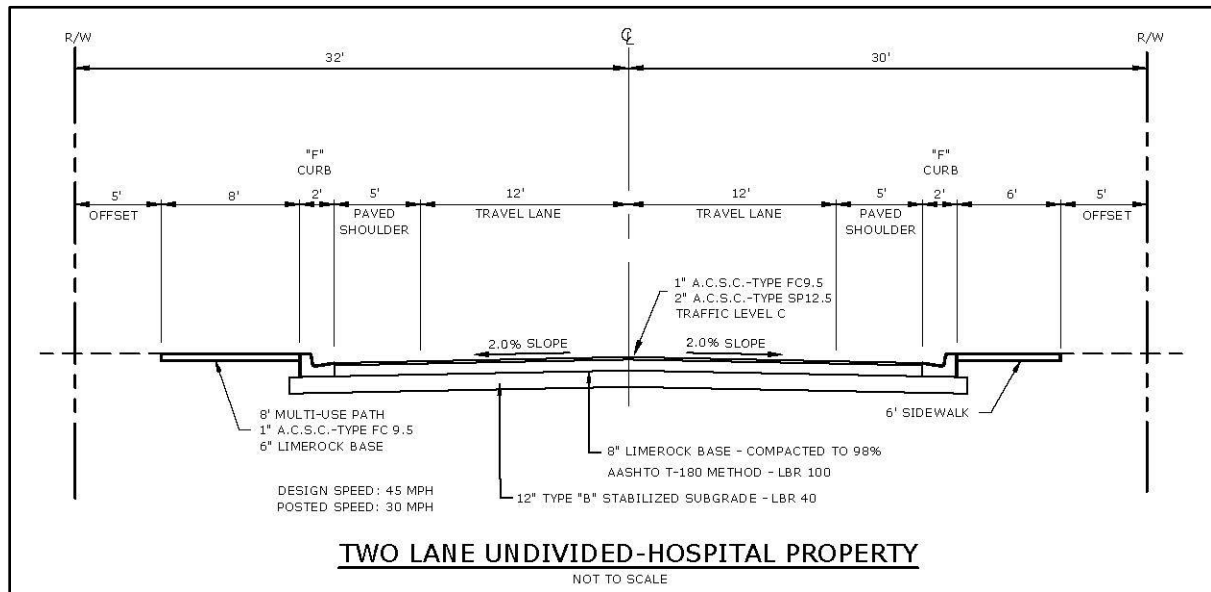 R/W
℄
R/W
32'
30'
"F"
CURB
"F"
CURB
5'
OFFSET
8'
2'
5'
PAVED
SHOULDER
12'
TRAVEL LANE
12'
TRAVEL LANE
5'
PAVED
SHOULDER
2'
6'
5'
OFFSET
1" A.C.S.C.-TYPE FC9.5
2" A.C.S.C.-TYPE SP12.5
TRAFFIC LEVEL C
2.0% SLOPE
2.0% SLOPE
8' MULTI-USE PATH
1" A.C.S.C.-TYPE FC 9.5
6" LIMEROCK BASE
6' SIDEWALK
8" LIMEROCK BASE - COMPACTED TO 98%
AASHTO T-180 METHOD - LBR 100
DESIGN SPEED: 45 MPH
POSTED SPEED: 30 MPH
12" TYPE "B" STABILIZED SUBGRADE - LBR 40
TWO LANE UNDIVIDED-HOSPITAL PROPERTY
NOT TO SCALE